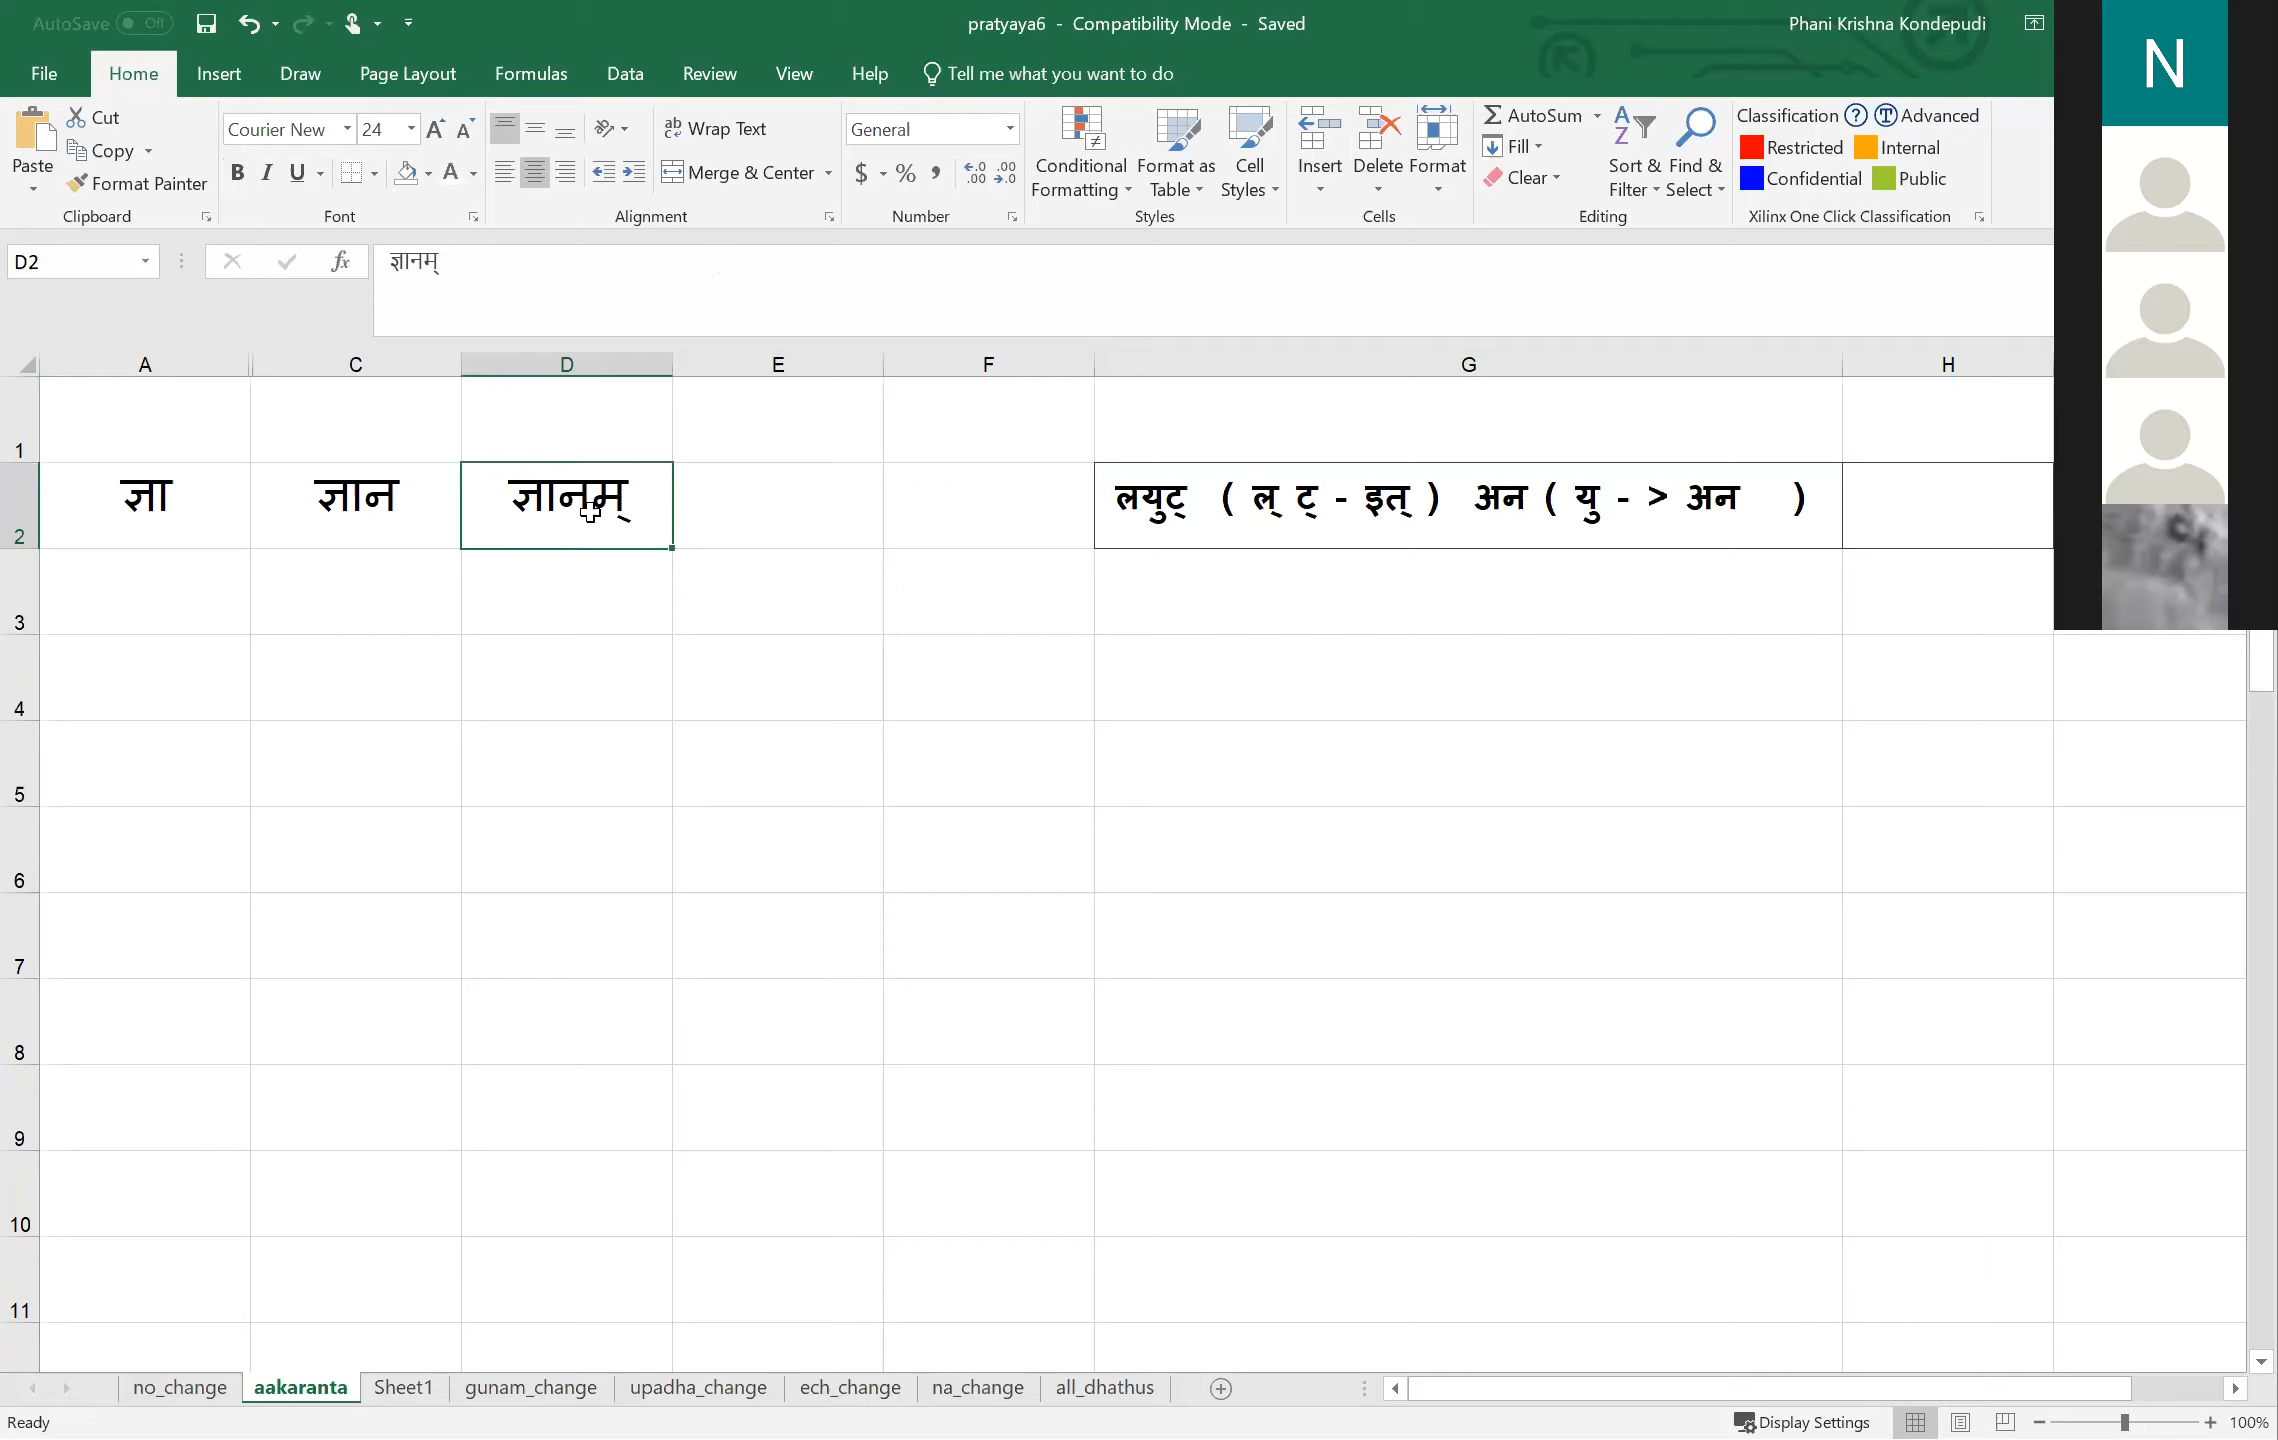 AutoSave Off
pratyaya6 - Compatibility Mode - Saved
Phani Krishna Kondepudi
N
File Home Insert Draw Page Layout Formulas Data Review View Help Tell me what you want to do
Cut
Copy
Format Painter
Paste
Clipboard
Courier New 24
B I U
Font
Wrap Text
Merge & Center
Alignment
General
$ % ,
Number
Conditional Formatting
Format as Table
Cell Styles
Styles
Insert Delete Format
Cells
AutoSum
Fill
Clear
Sort & Filter
Find & Select
Editing
Classification ? Advanced
Restricted Internal
Confidential Public
Xilinx One Click Classification
D2 fx ज्ञानम्
A C D E F G H
1
2 ज्ञा ज्ञान ज्ञानम् लयुट् ( ल् ट् - इत् ) अन ( यु - > अन )
3
4
5
6
7
8
9
10
11
no_change aakaranta Sheet1 gunam_change upadha_change ech_change na_change all_dhathus
Ready Display Settings 100%